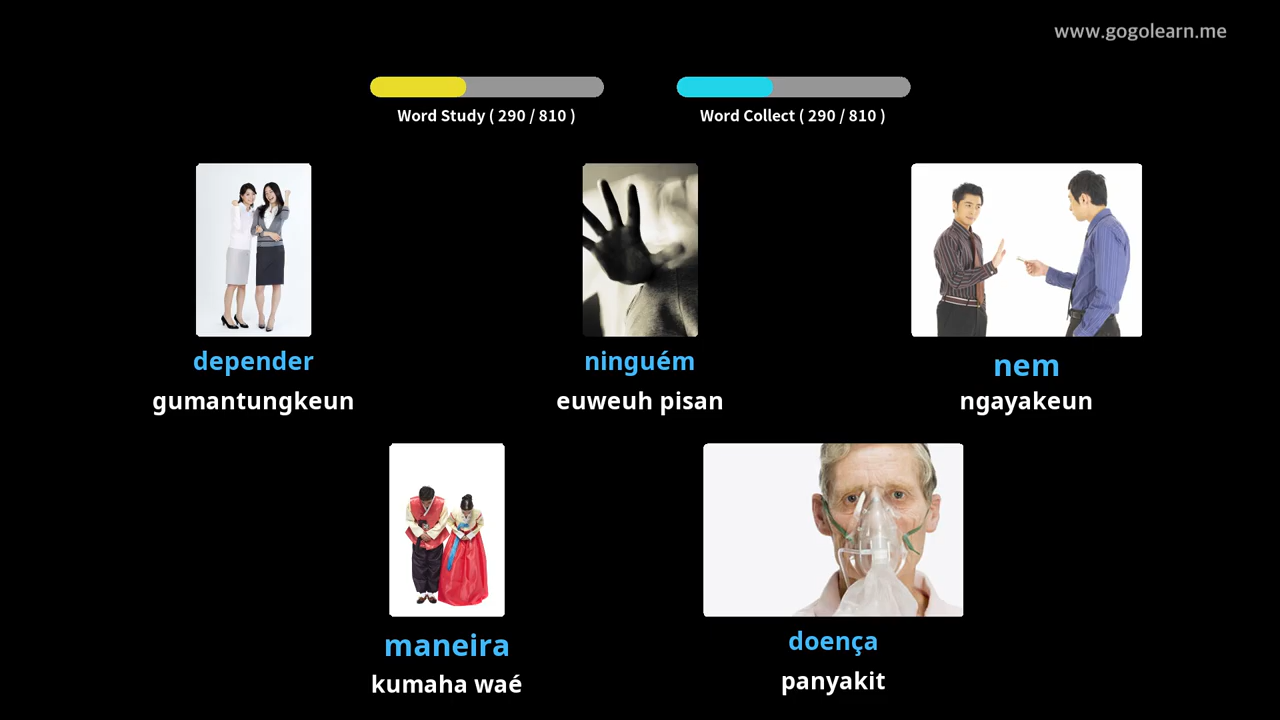 www.gogolearn.me
Word Study ( 290 / 810 )
Word Collect ( 290 / 810 )
depender
gumantungkeun
ninguém
euweuh pisan
nem
ngayakeun
maneira
kumaha waé
doença
panyakit